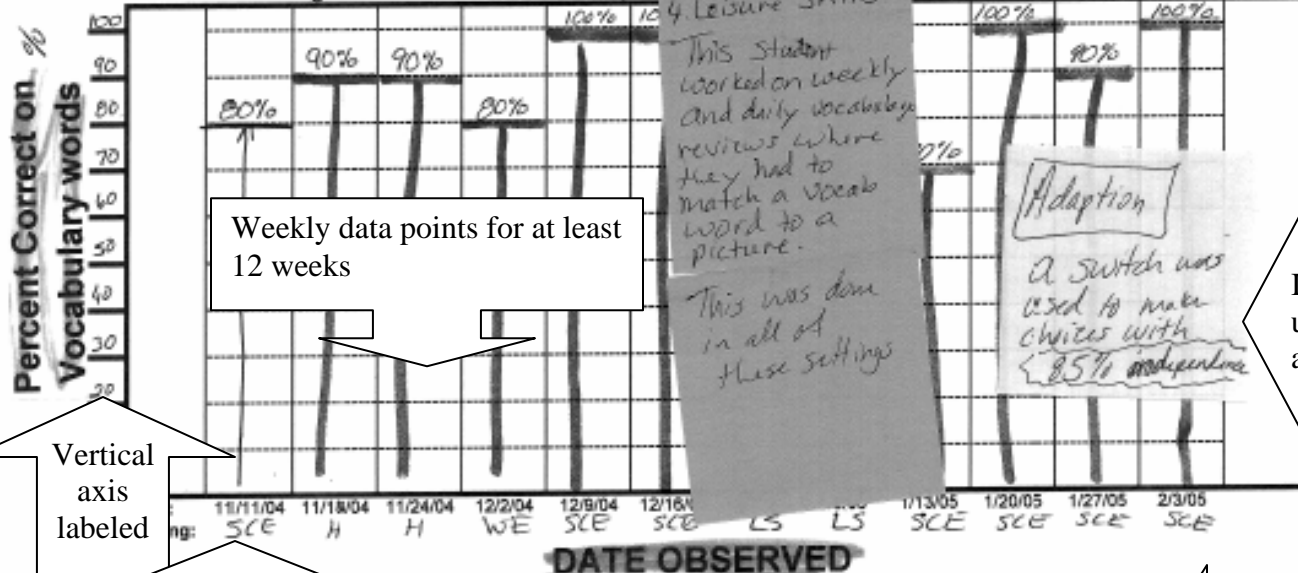 Percent Correct on %
Vocabulary words
100
90
80
70
60
50
40
30
20
80%
90%
90%
80%
100%
10
0%
100%
90%
100%
4. Leisure
This Student
worked on weekly
and daily vocabulary
reviews where
they had to
match a vocab
word to a
picture.
This was done
in all of
these settings
Adaption
A switch was
used to make
choices with
85% independence
Weekly data points for at least
12 weeks
Vertical
axis
labeled
11/11/04 11/18/04 11/24/04 12/2/04 12/9/04 12/16/0 1/13/05 1/20/05 1/27/05 2/3/05
ng: SCE H H WE SCE SCE LS LS SCE SCE SCE SCE
DATE OBSERVED
u
a
4